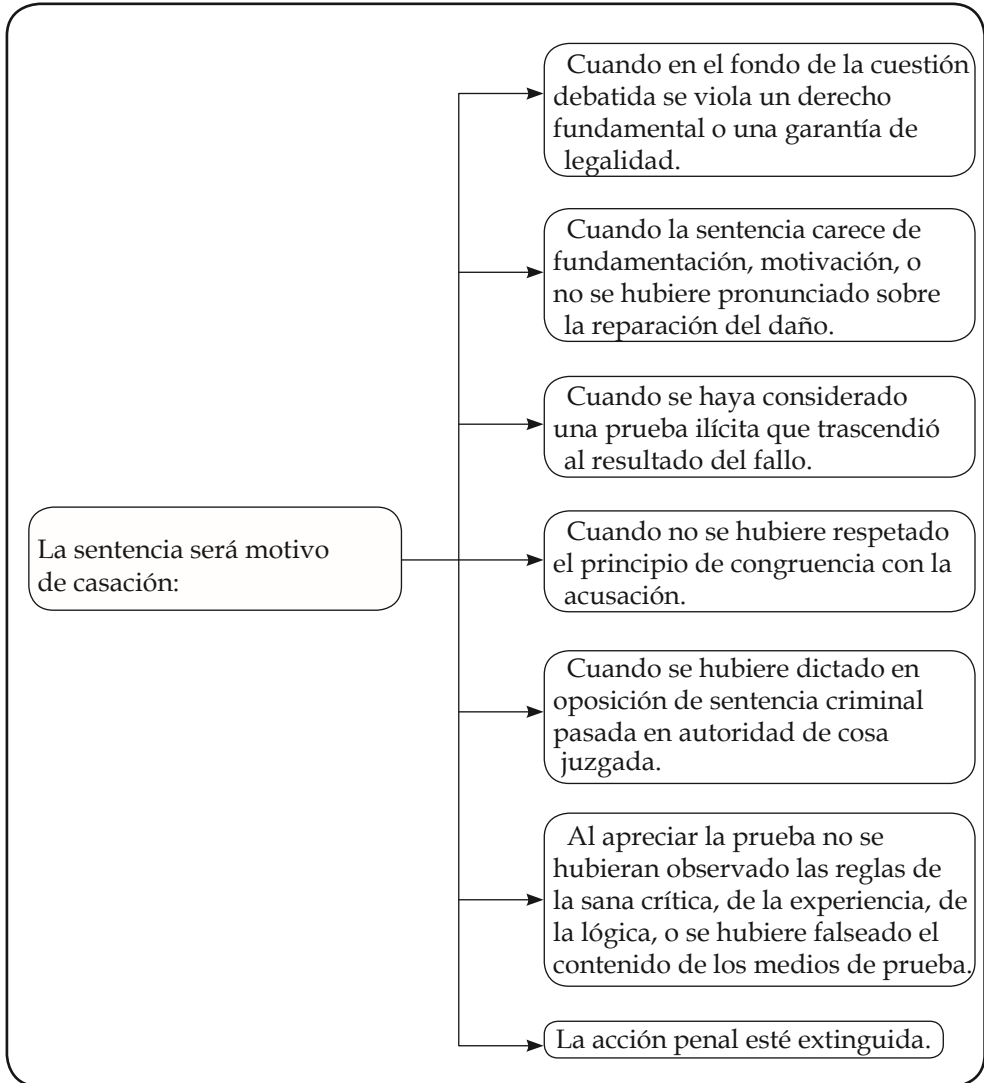 Cuando en el fondo de la cuestión
debatida se viola un derecho
fundamental o una garantía de
legalidad.
Cuando la sentencia carece de
fundamentación, motivación, o
no se hubiere pronunciado sobre
la reparación del daño.
Cuando se haya considerado
una prueba ilícita que trascendió
al resultado del fallo.
La sentencia será motivo
de casación:
Cuando no se hubiere respetado
el principio de congruencia con la
acusación.
Cuando se hubiere dictado en
oposición de sentencia criminal
pasada en autoridad de cosa
juzgada.
Al apreciar la prueba no se
hubieran observado las reglas de
la sana crítica, de la experiencia, de
la lógica, o se hubiere falseado el
contenido de los medios de prueba.
La acción penal esté extinguida.